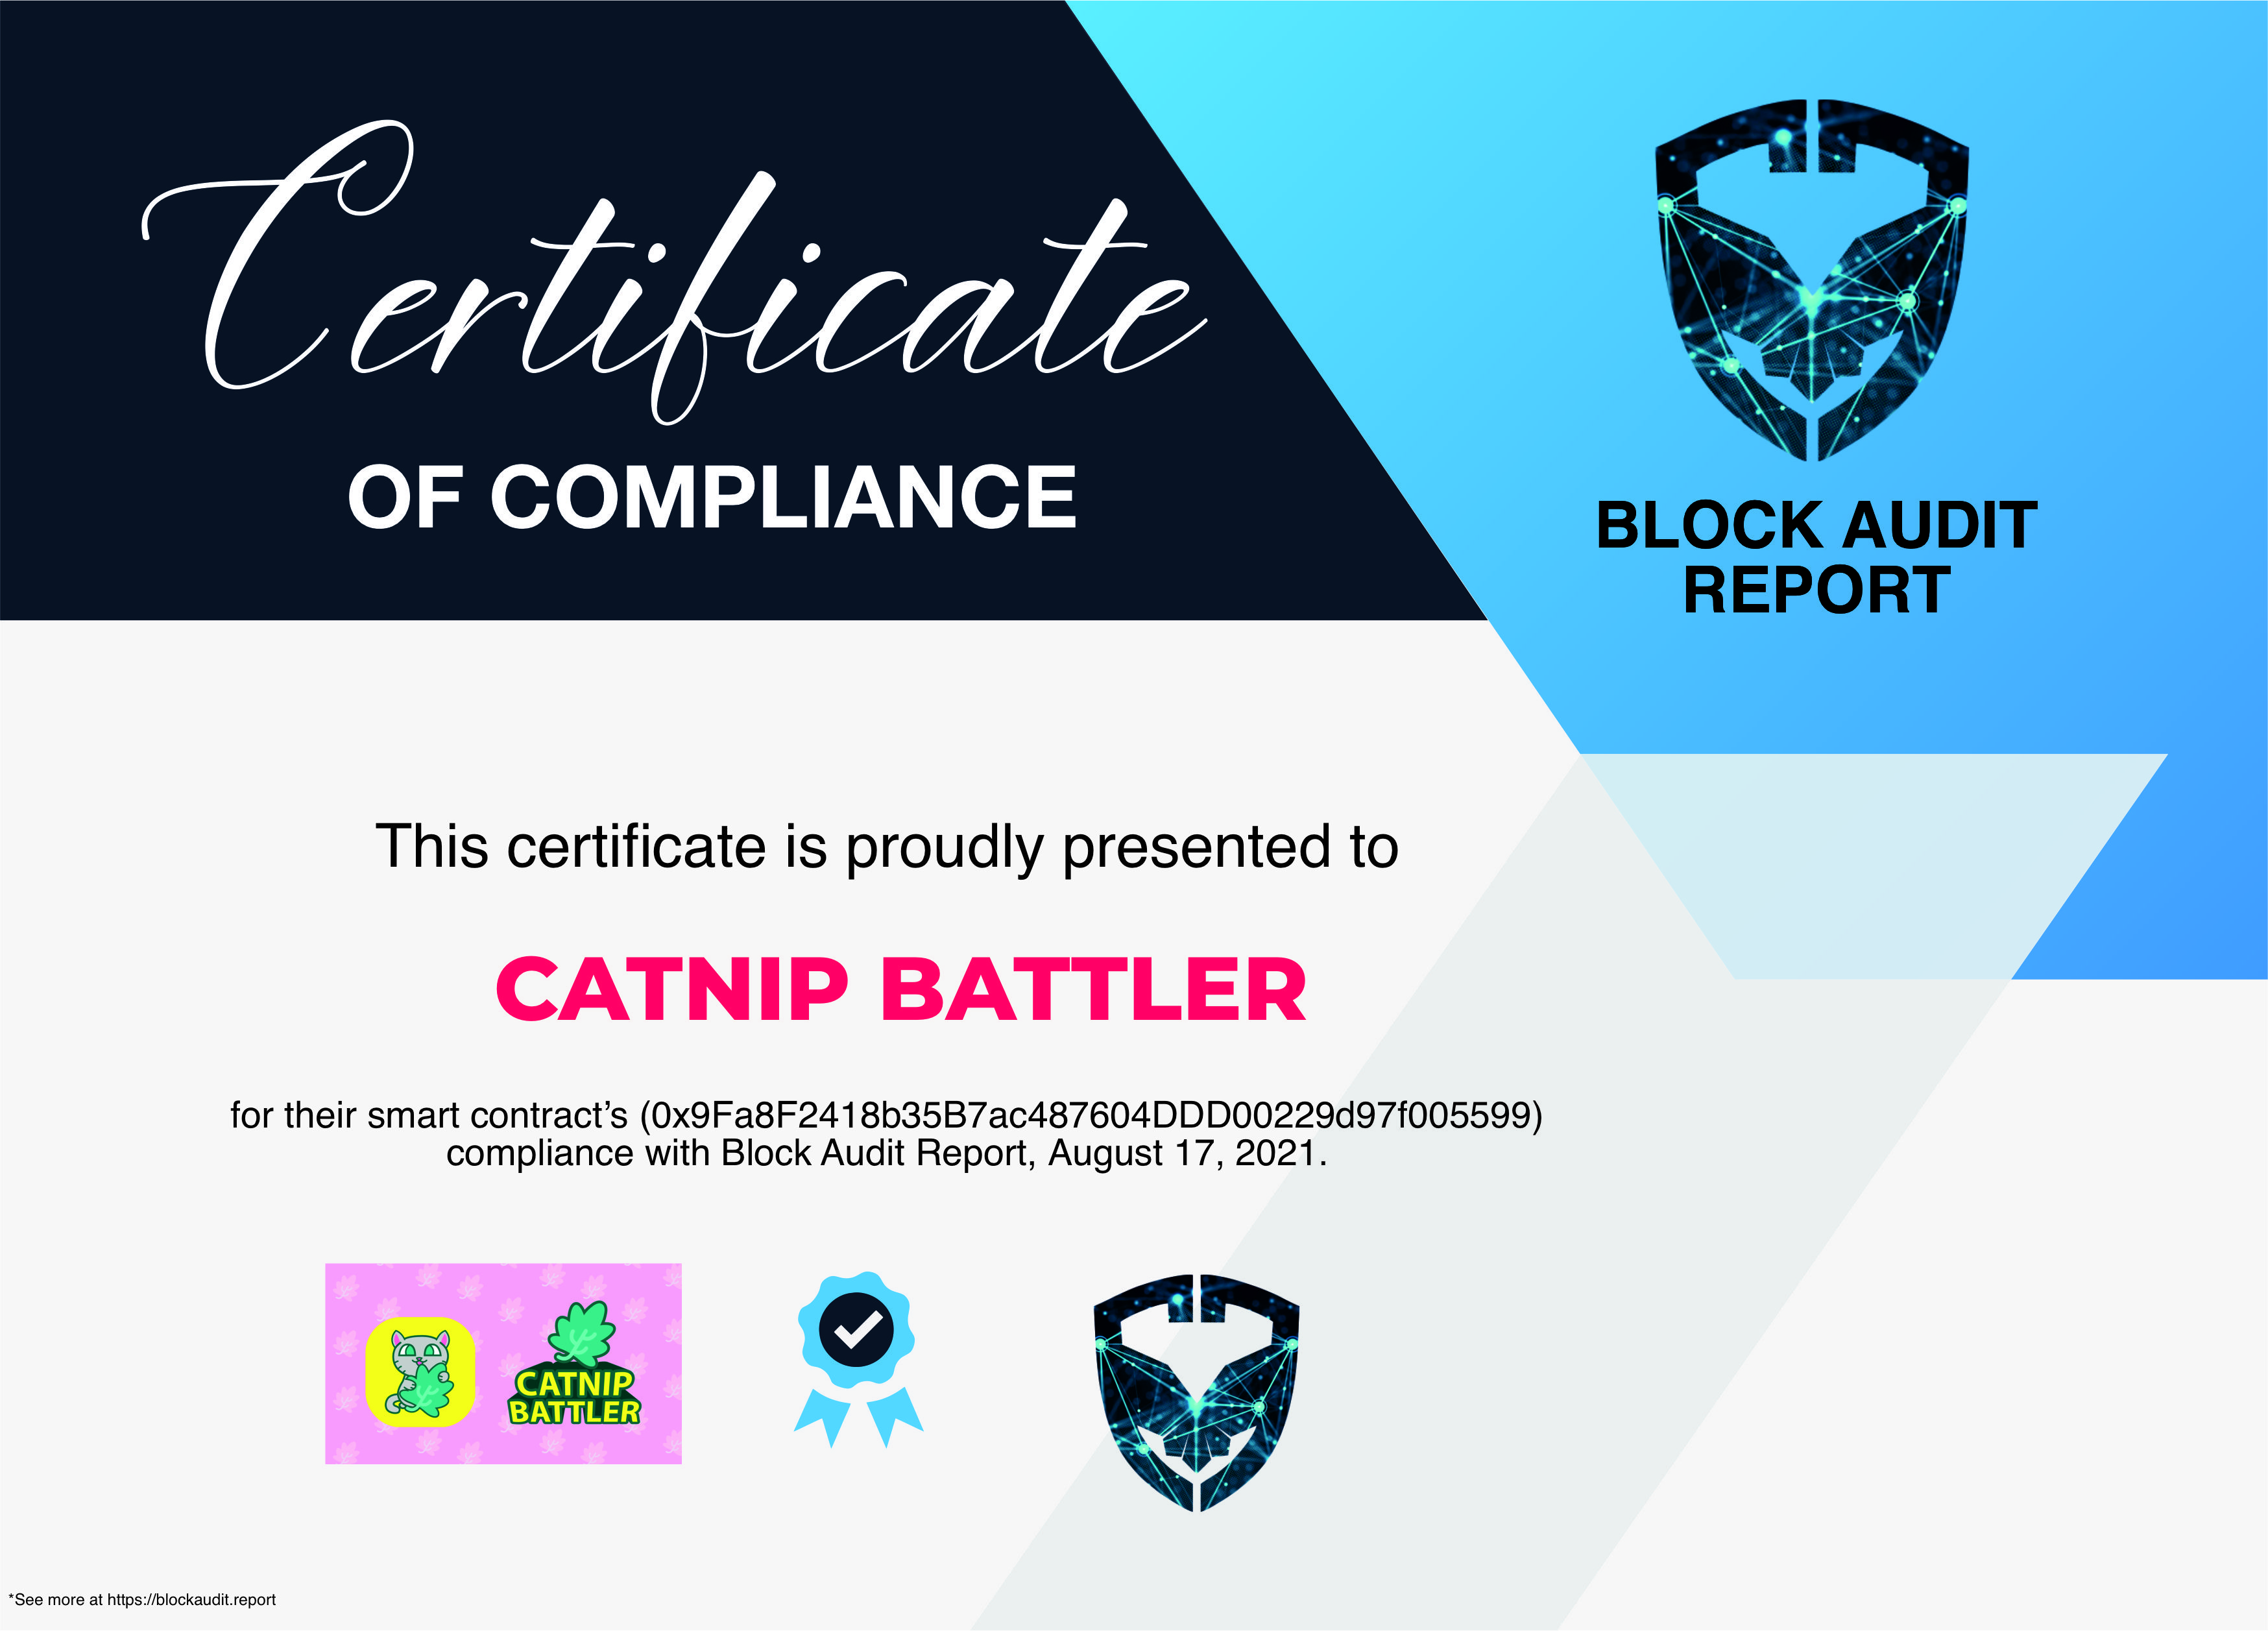 Certificate
OF COMPLIANCE
BLOCK AUDIT
REPORT
This certificate is proudly presented to
CATNIP BATTLER
for their smart contract’s (0x9Fa8F2418b35B7ac487604DDD00229d97f005599)
compliance with Block Audit Report, August 17, 2021.
CATNIP
BATTLER
*See more at https://blockaudit.report